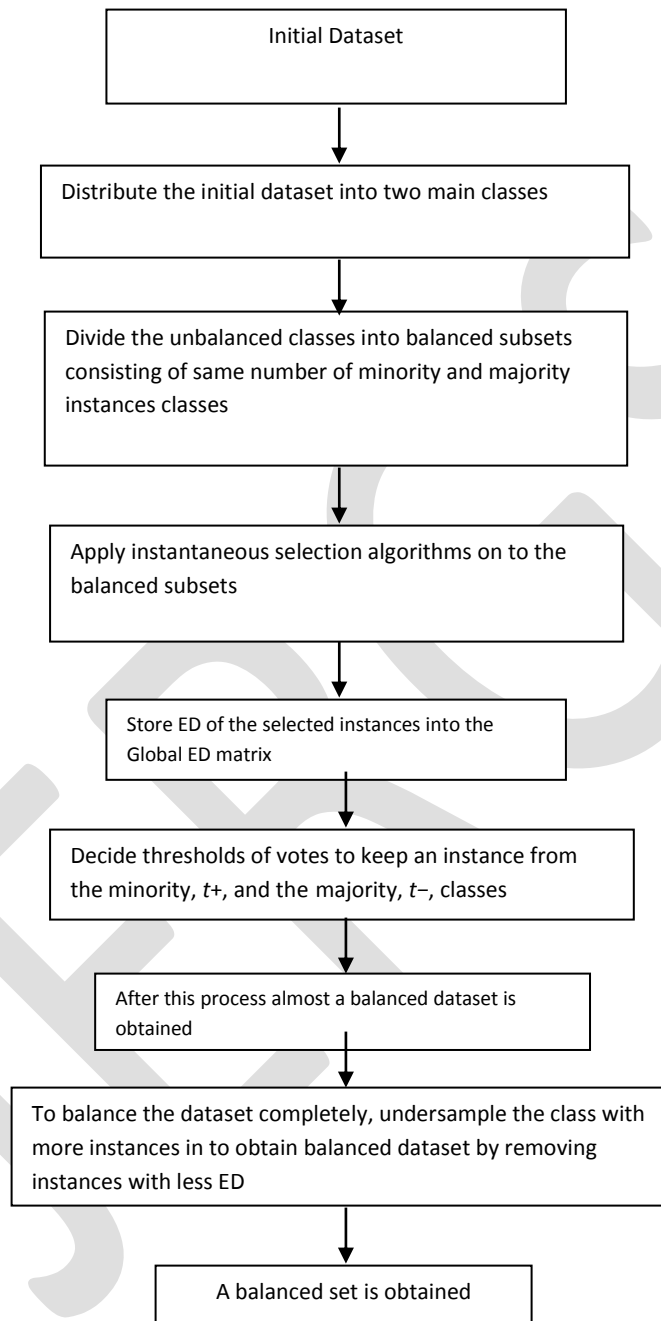 Initial Dataset
Distribute the initial dataset into two main classes
Divide the unbalanced classes into balanced subsets
consisting of same number of minority and majority
instances classes
Apply instantaneous selection algorithms on to the
balanced subsets
Store ED of the selected instances into the
Global ED matrix
Decide thresholds of votes to keep an instance from
the minority, t+, and the majority, t−, classes
After this process almost a balanced dataset is
obtained
To balance the dataset completely, undersample the class with
more instances in to obtain balanced dataset by removing
instances with less ED
A balanced set is obtained